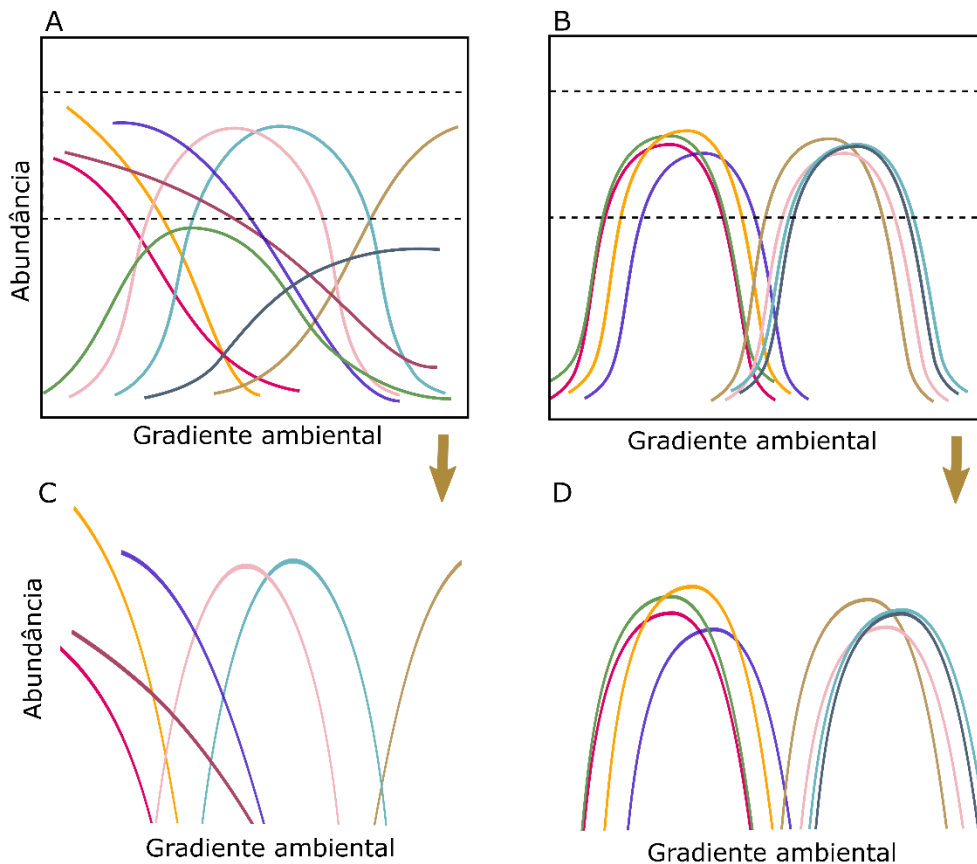 A
B
Abundância
Gradiente ambiental
Gradiente ambiental
C
D
Abundância
Gradiente ambiental
Gradiente ambiental